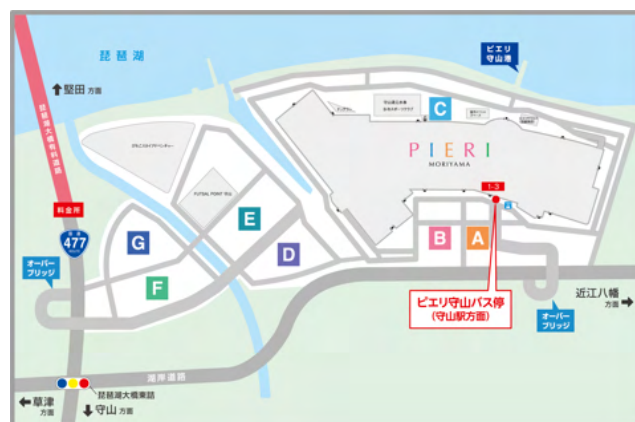 琵琶湖
ピエリ
守山港
堅田 方面
琵琶湖大橋有料道路
C
PIERI
MORIYAMA
1-3
料金所
国道
477
オーバー
ブリッジ
FUTSAL POINT 守山
E
G
D
F
B
A
ピエリ守山バス停
(守山駅方面)
近江八幡
方面
オーバー
ブリッジ
湖岸道路
琵琶湖大橋東詰
草津
方面
守山 方面